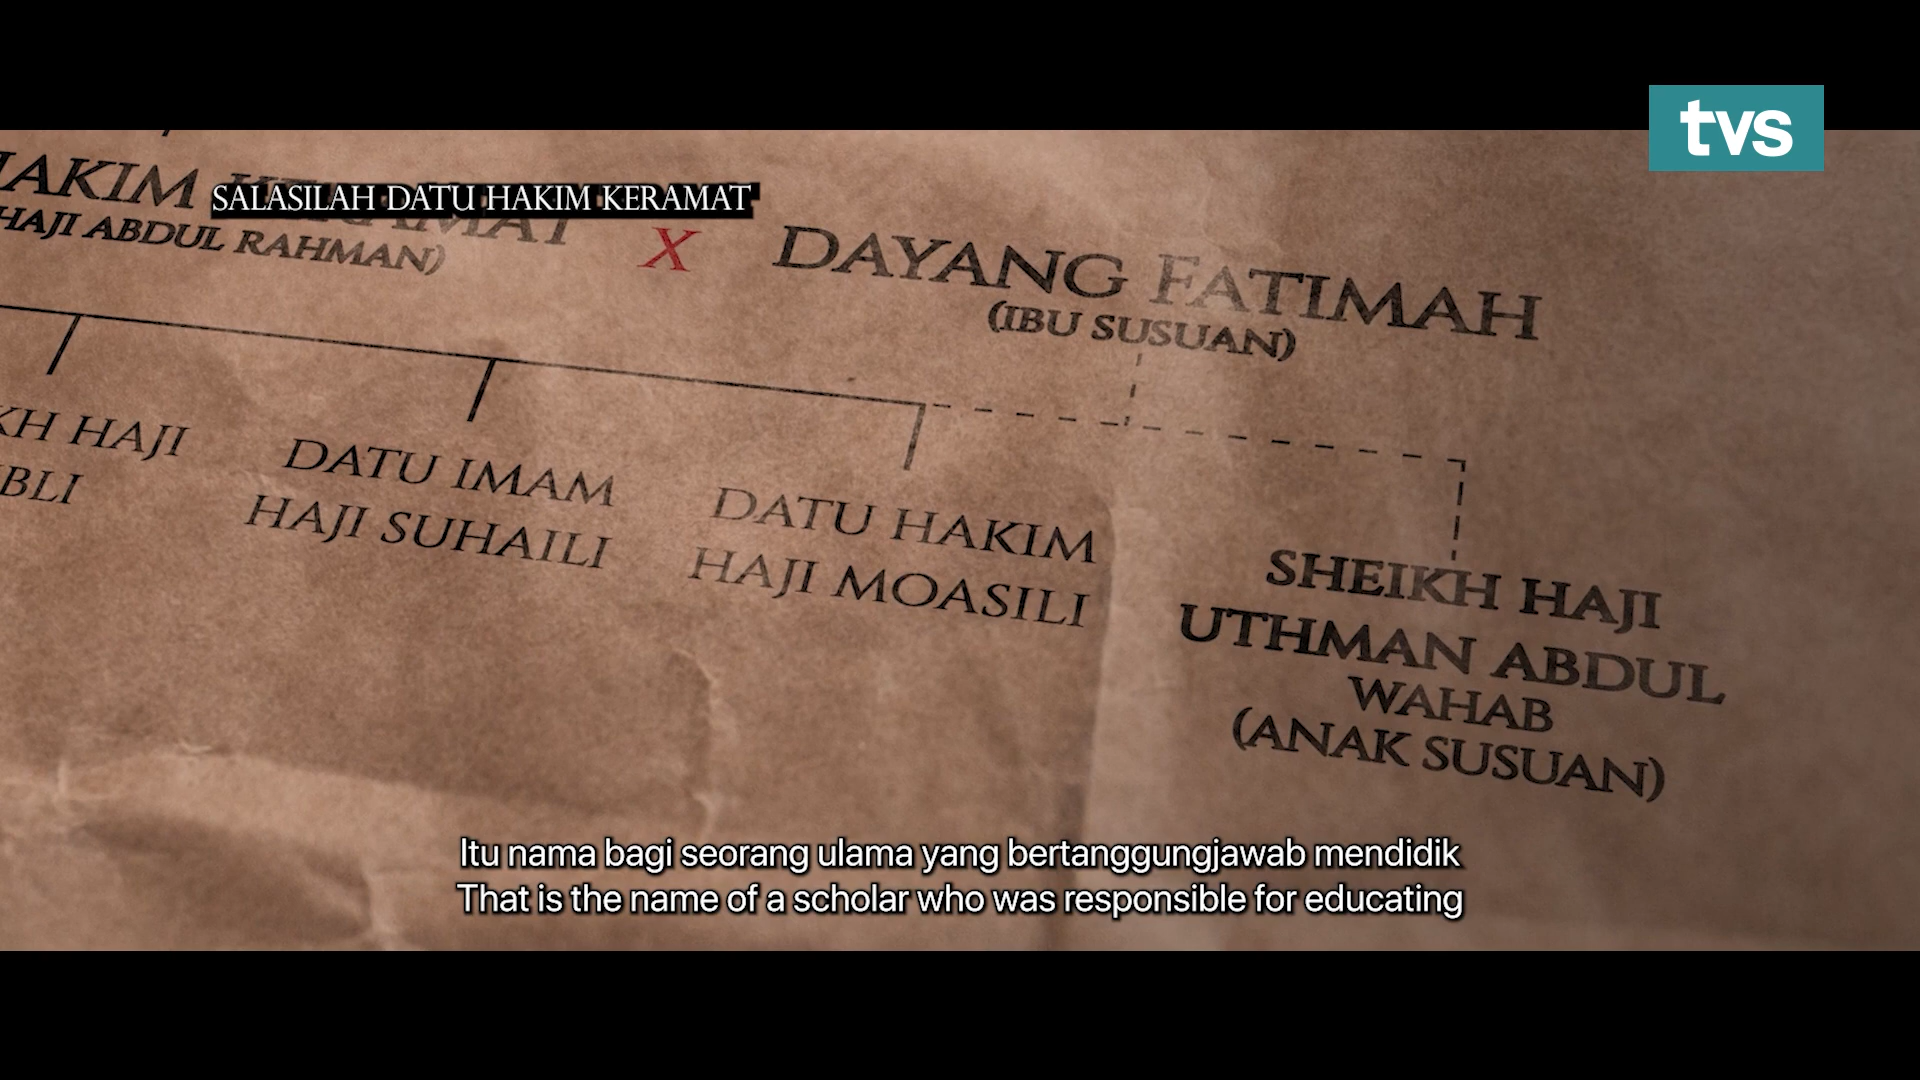 tvs
SALASILAH DATU HAKIM KERAMAT
HAKIM KERAMAT
HAJI ABDUL RAHMAN)
X
DAYANG FATIMAH
(IBU SUSUAN)
KH HAJI
BLI
DATU IMAM
HAJI SUHAILI
DATU HAKIM
HAJI MOASILI
SHEIKH HAJI
UTHMAN ABDUL
WAHAB
(ANAK SUSUAN)
Itu nama bagi seorang ulama yang bertanggungjawab mendidik
That is the name of a scholar who was responsible for educating